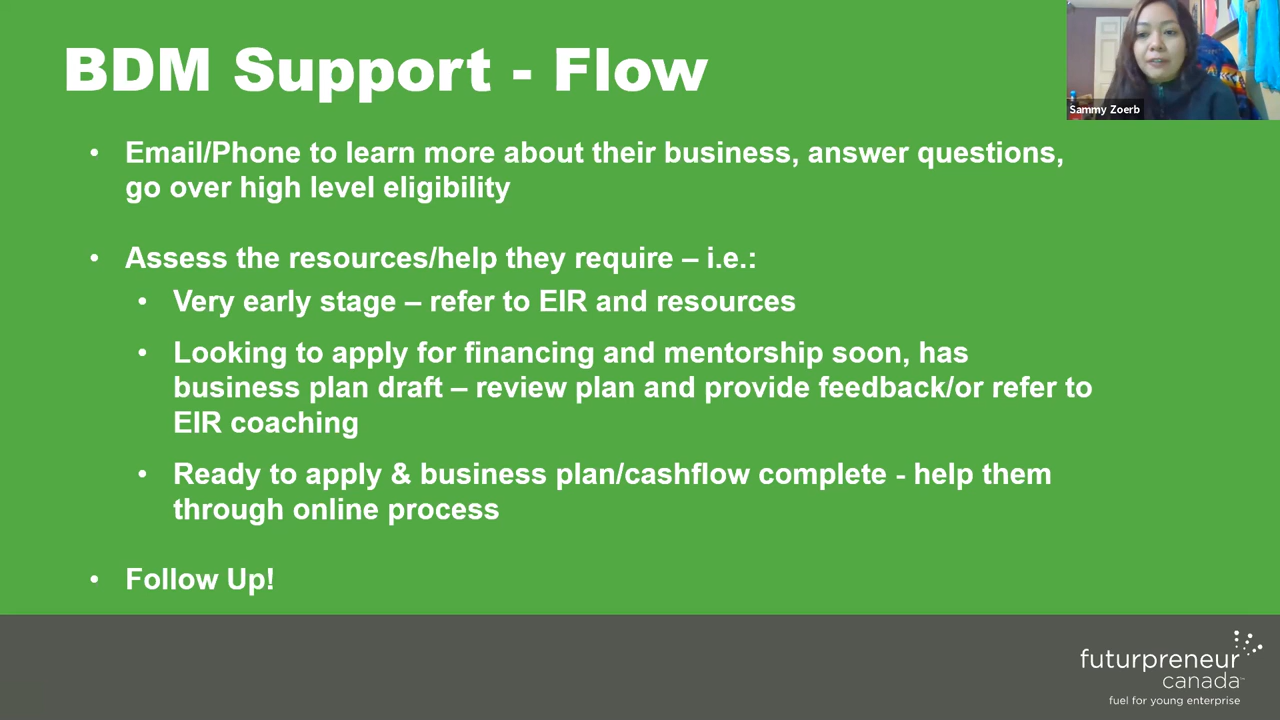 BDM Support - Flow
Sammy Zoerb
• Email/Phone to learn more about their business, answer questions,
go over high level eligibility
• Assess the resources/help they require – i.e.:
• Very early stage – refer to EIR and resources
• Looking to apply for financing and mentorship soon, has
business plan draft – review plan and provide feedback/or refer to
EIR coaching
• Ready to apply & business plan/cashflow complete - help them
through online process
• Follow Up!
futurpreneur
canada™
fuel for young enterprise